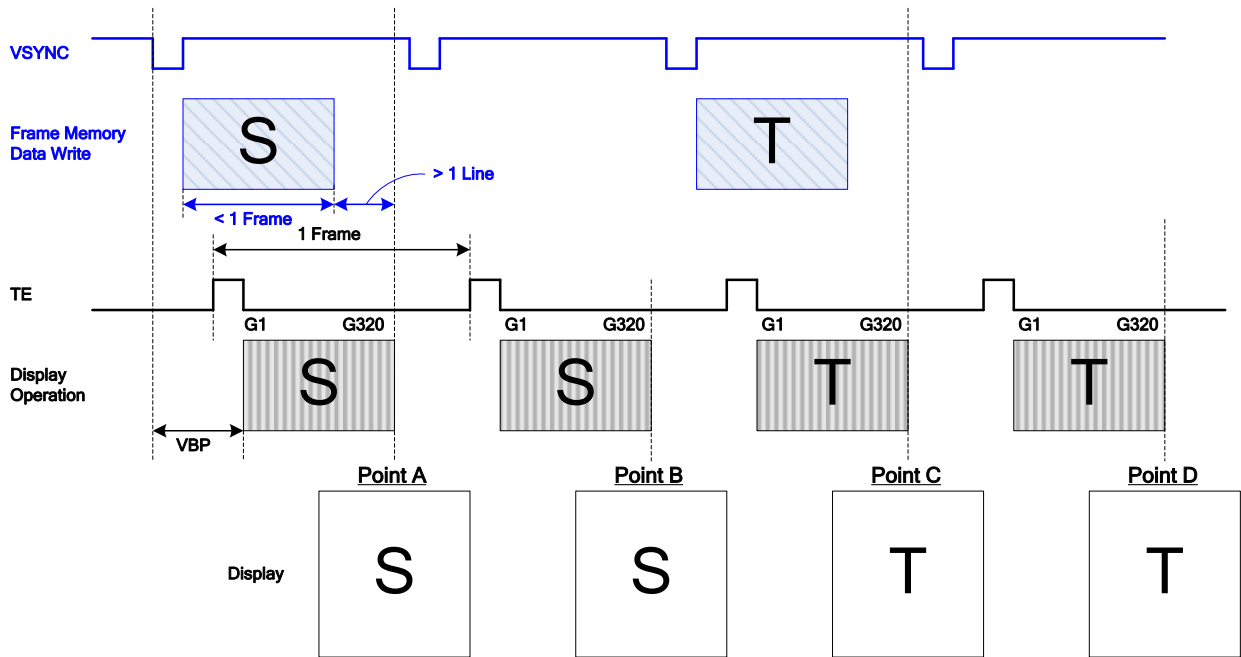 VSYNC
Frame Memory
Data Write
S
T
> 1 Line
< 1 Frame
1 Frame
TE
G1 G320 G1 G320 G1 G320 G1 G320
Display
Operation
S S T T
VBP
Point A Point B Point C Point D
Display
S S T T